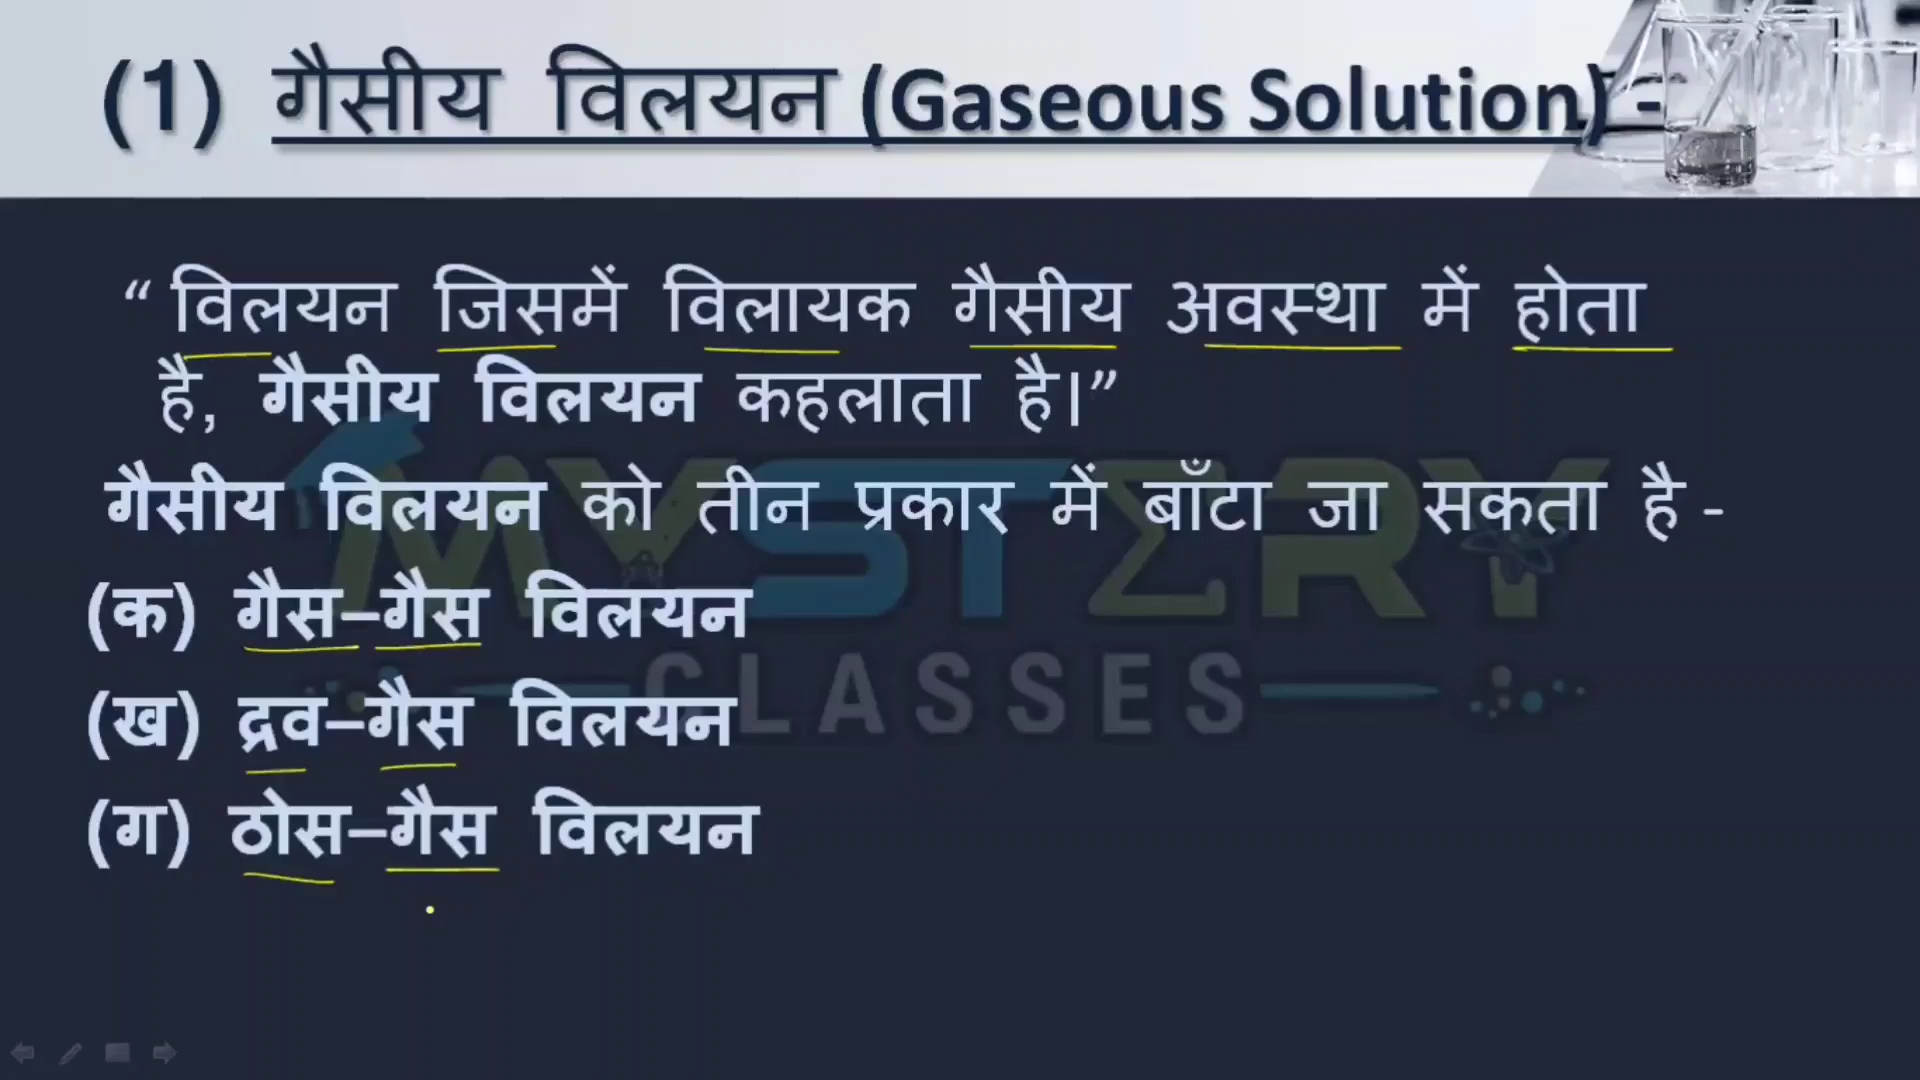 (1) गैसीय विलयन (Gaseous Solution) -
“ विलयन जिसमें विलायक गैसीय अवस्था में होता
है, गैसीय विलयन कहलाता है।”
गैसीय विलयन को तीन प्रकार में बाँटा जा सकता है -
(क) गैस–गैस विलयन
(ख) द्रव–गैस विलयन
(ग) ठोस–गैस विलयन
MYSTERY
CLASSES